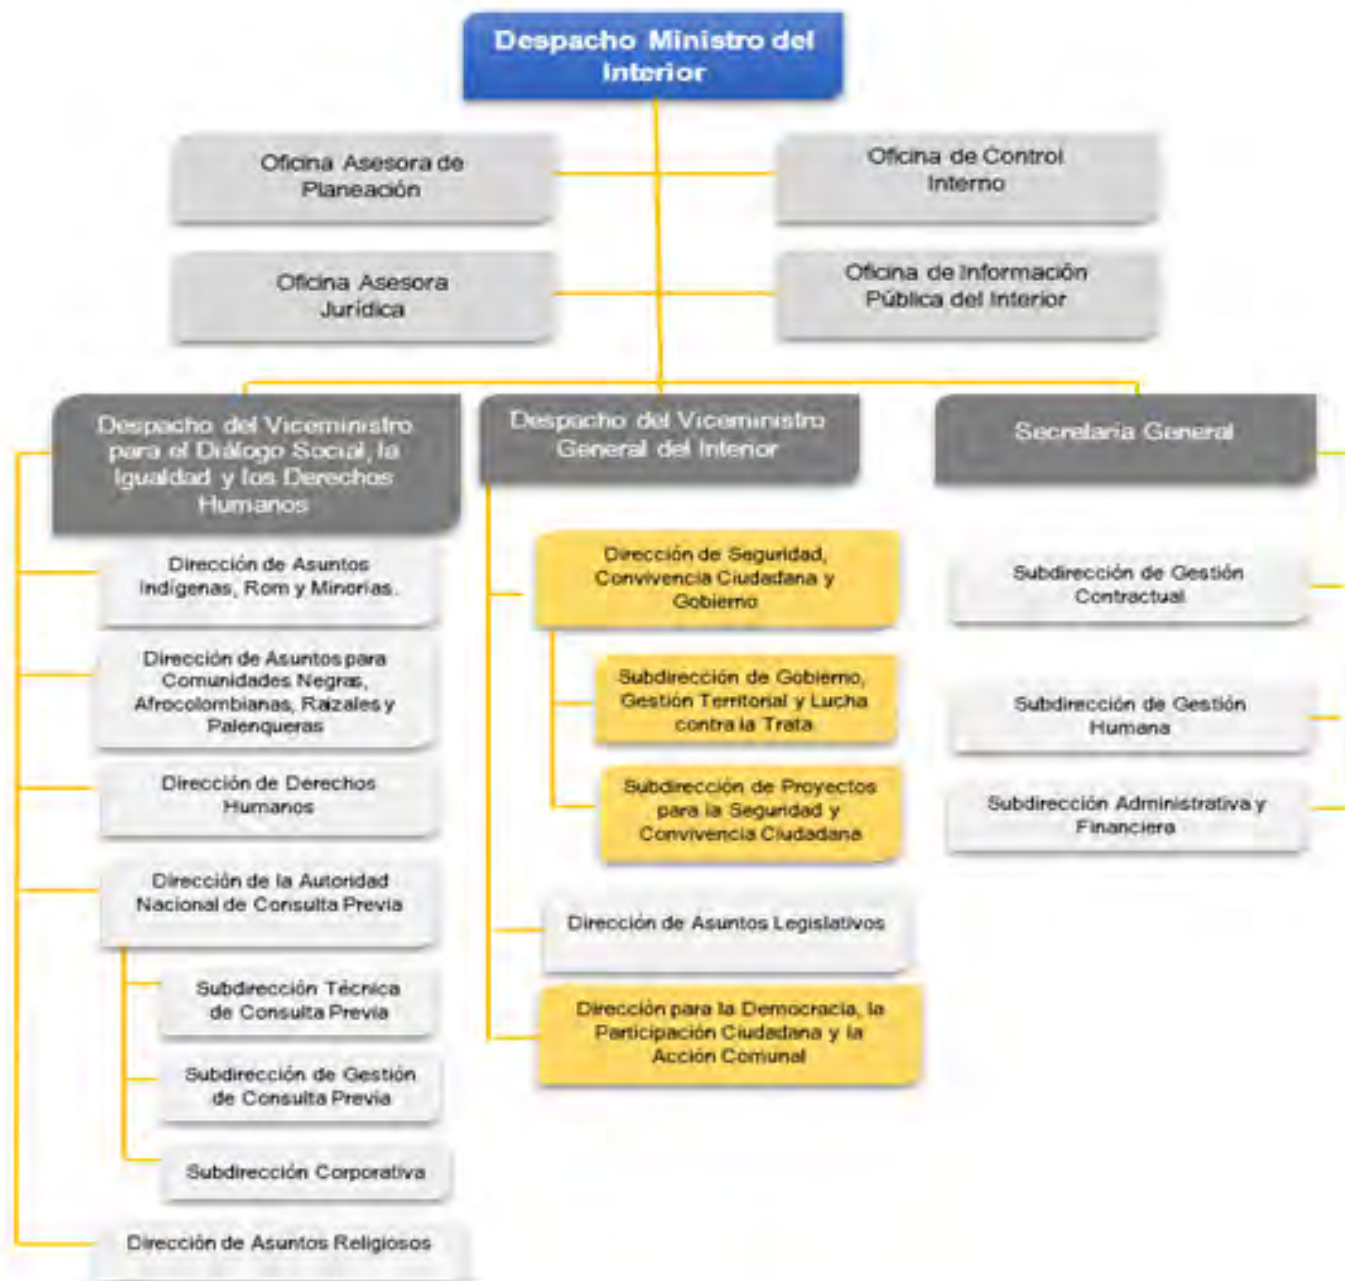 Despacho Ministro del
Interior
Oficina Asesora de
Planeación
Oficina de Control
Interno
Oficina Asesora
Jurídica
Oficina de Información
Pública del Interior
Despacho del Viceministro
para el Diálogo Social, la
Igualdad y los Derechos
Humanos
Dirección de Asuntos
Indígenas, Rom y Minorías.
Dirección de Asuntos para
Comunidades Negras,
Afrocolombianas, Raizales y
Palenqueras
Dirección de Derechos
Humanos
Dirección de la Autoridad
Nacional de Consulta Previa
Subdirección Técnica
de Consulta Previa
Subdirección de Gestión
de Consulta Previa
Subdirección Corporativa
Dirección de Asuntos Religiosos
Despacho del Viceministro
General del Interior
Dirección de Seguridad,
Convivencia Ciudadana y
Gobierno
Subdirección de Gobierno,
Gestión Territorial y Lucha
contra la Trata.
Subdirección de Proyectos
para la Seguridad y
Convivencia Ciudadana
Dirección de Asuntos Legislativos
Dirección para la Democracia, la
Participación Ciudadana y la
Acción Comunal
Secretaria General
Subdirección de Gestión
Contractual
Subdirección de Gestión
Humana
Subdirección Administrativa y
Financiera